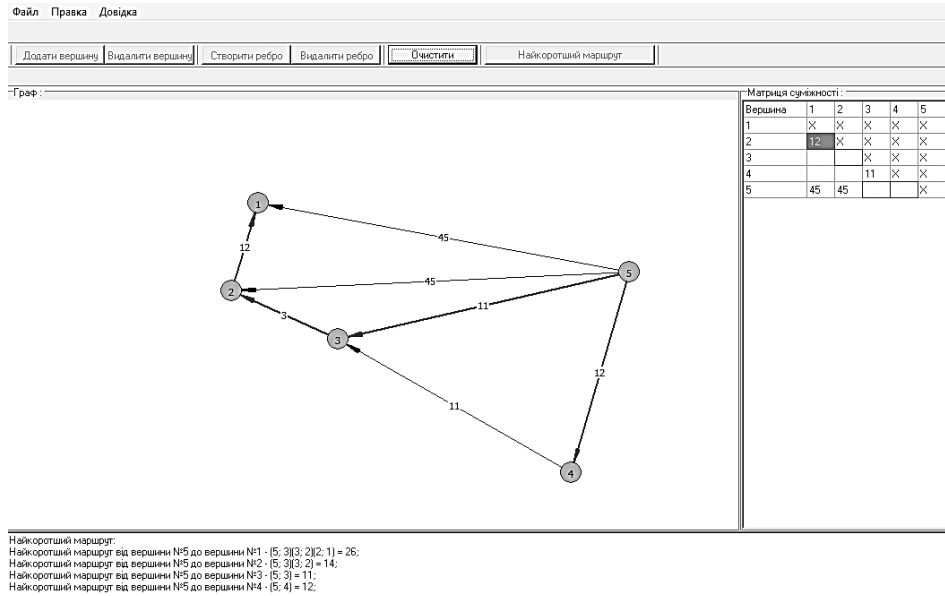 Файл Правка Довідка
Додати вершину Видалити вершину Створити ребро Видалити ребро Очистити Найкоротший маршрут
Граф :
Матриця суміжності :
Вершина 1 2 3 4 5
1 X X X X X
2 12 X X X X
3 X X X
4 11 X X
5 45 45 X
1
45
12
5
2
45
11
3
3
12
11
4
Найкоротший маршрут:
Найкоротший маршрут від вершини №5 до вершини №1 - (5; 3)(3; 2)(2; 1) = 26;
Найкоротший маршрут від вершини №5 до вершини №2 - (5; 3)(3; 2) = 14;
Найкоротший маршрут від вершини №5 до вершини №3 - (5; 3) = 11;
Найкоротший маршрут від вершини №5 до вершини №4 - (5; 4) = 12;